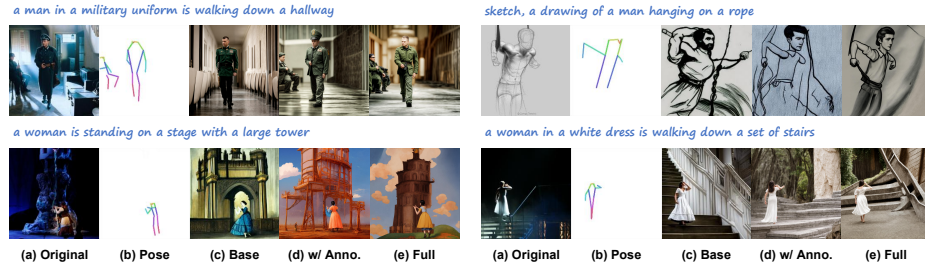 a man in a military uniform is walking down a hallway
sketch, a drawing of a man hanging on a rope
a woman is standing on a stage with a large tower
a woman in a white dress is walking down a set of stairs
(a) Original (b) Pose (c) Base (d) w/ Anno. (e) Full
(a) Original (b) Pose (c) Base (d) w/ Anno. (e) Full